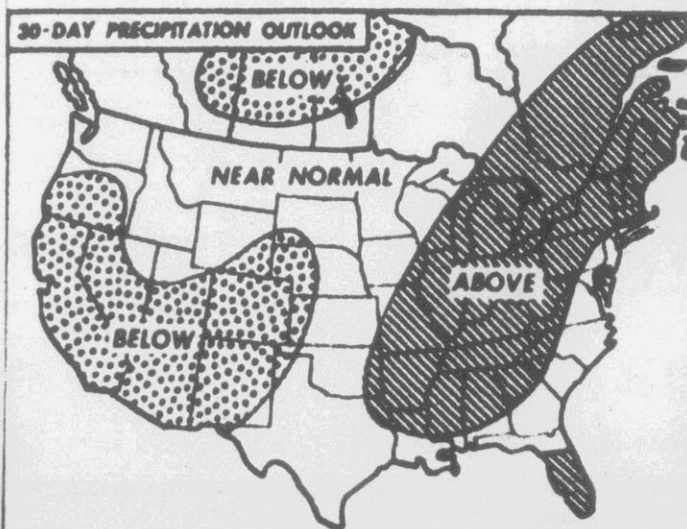 30-DAY PRECIPITATION OUTLOOK
BELOW
NEAR NORMAL
ABOVE
BELOW